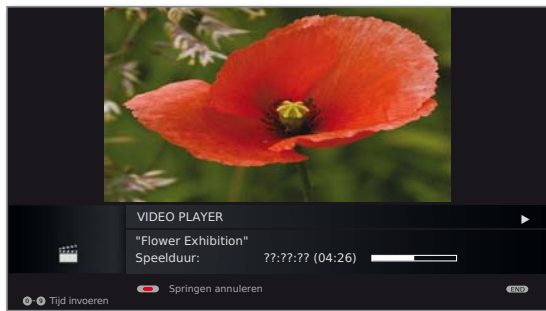 VIDEO PLAYER
"Flower Exhibition"
Speelduur: ??:??:?? (04:26)
Springen annuleren END
0-9 Tijd invoeren